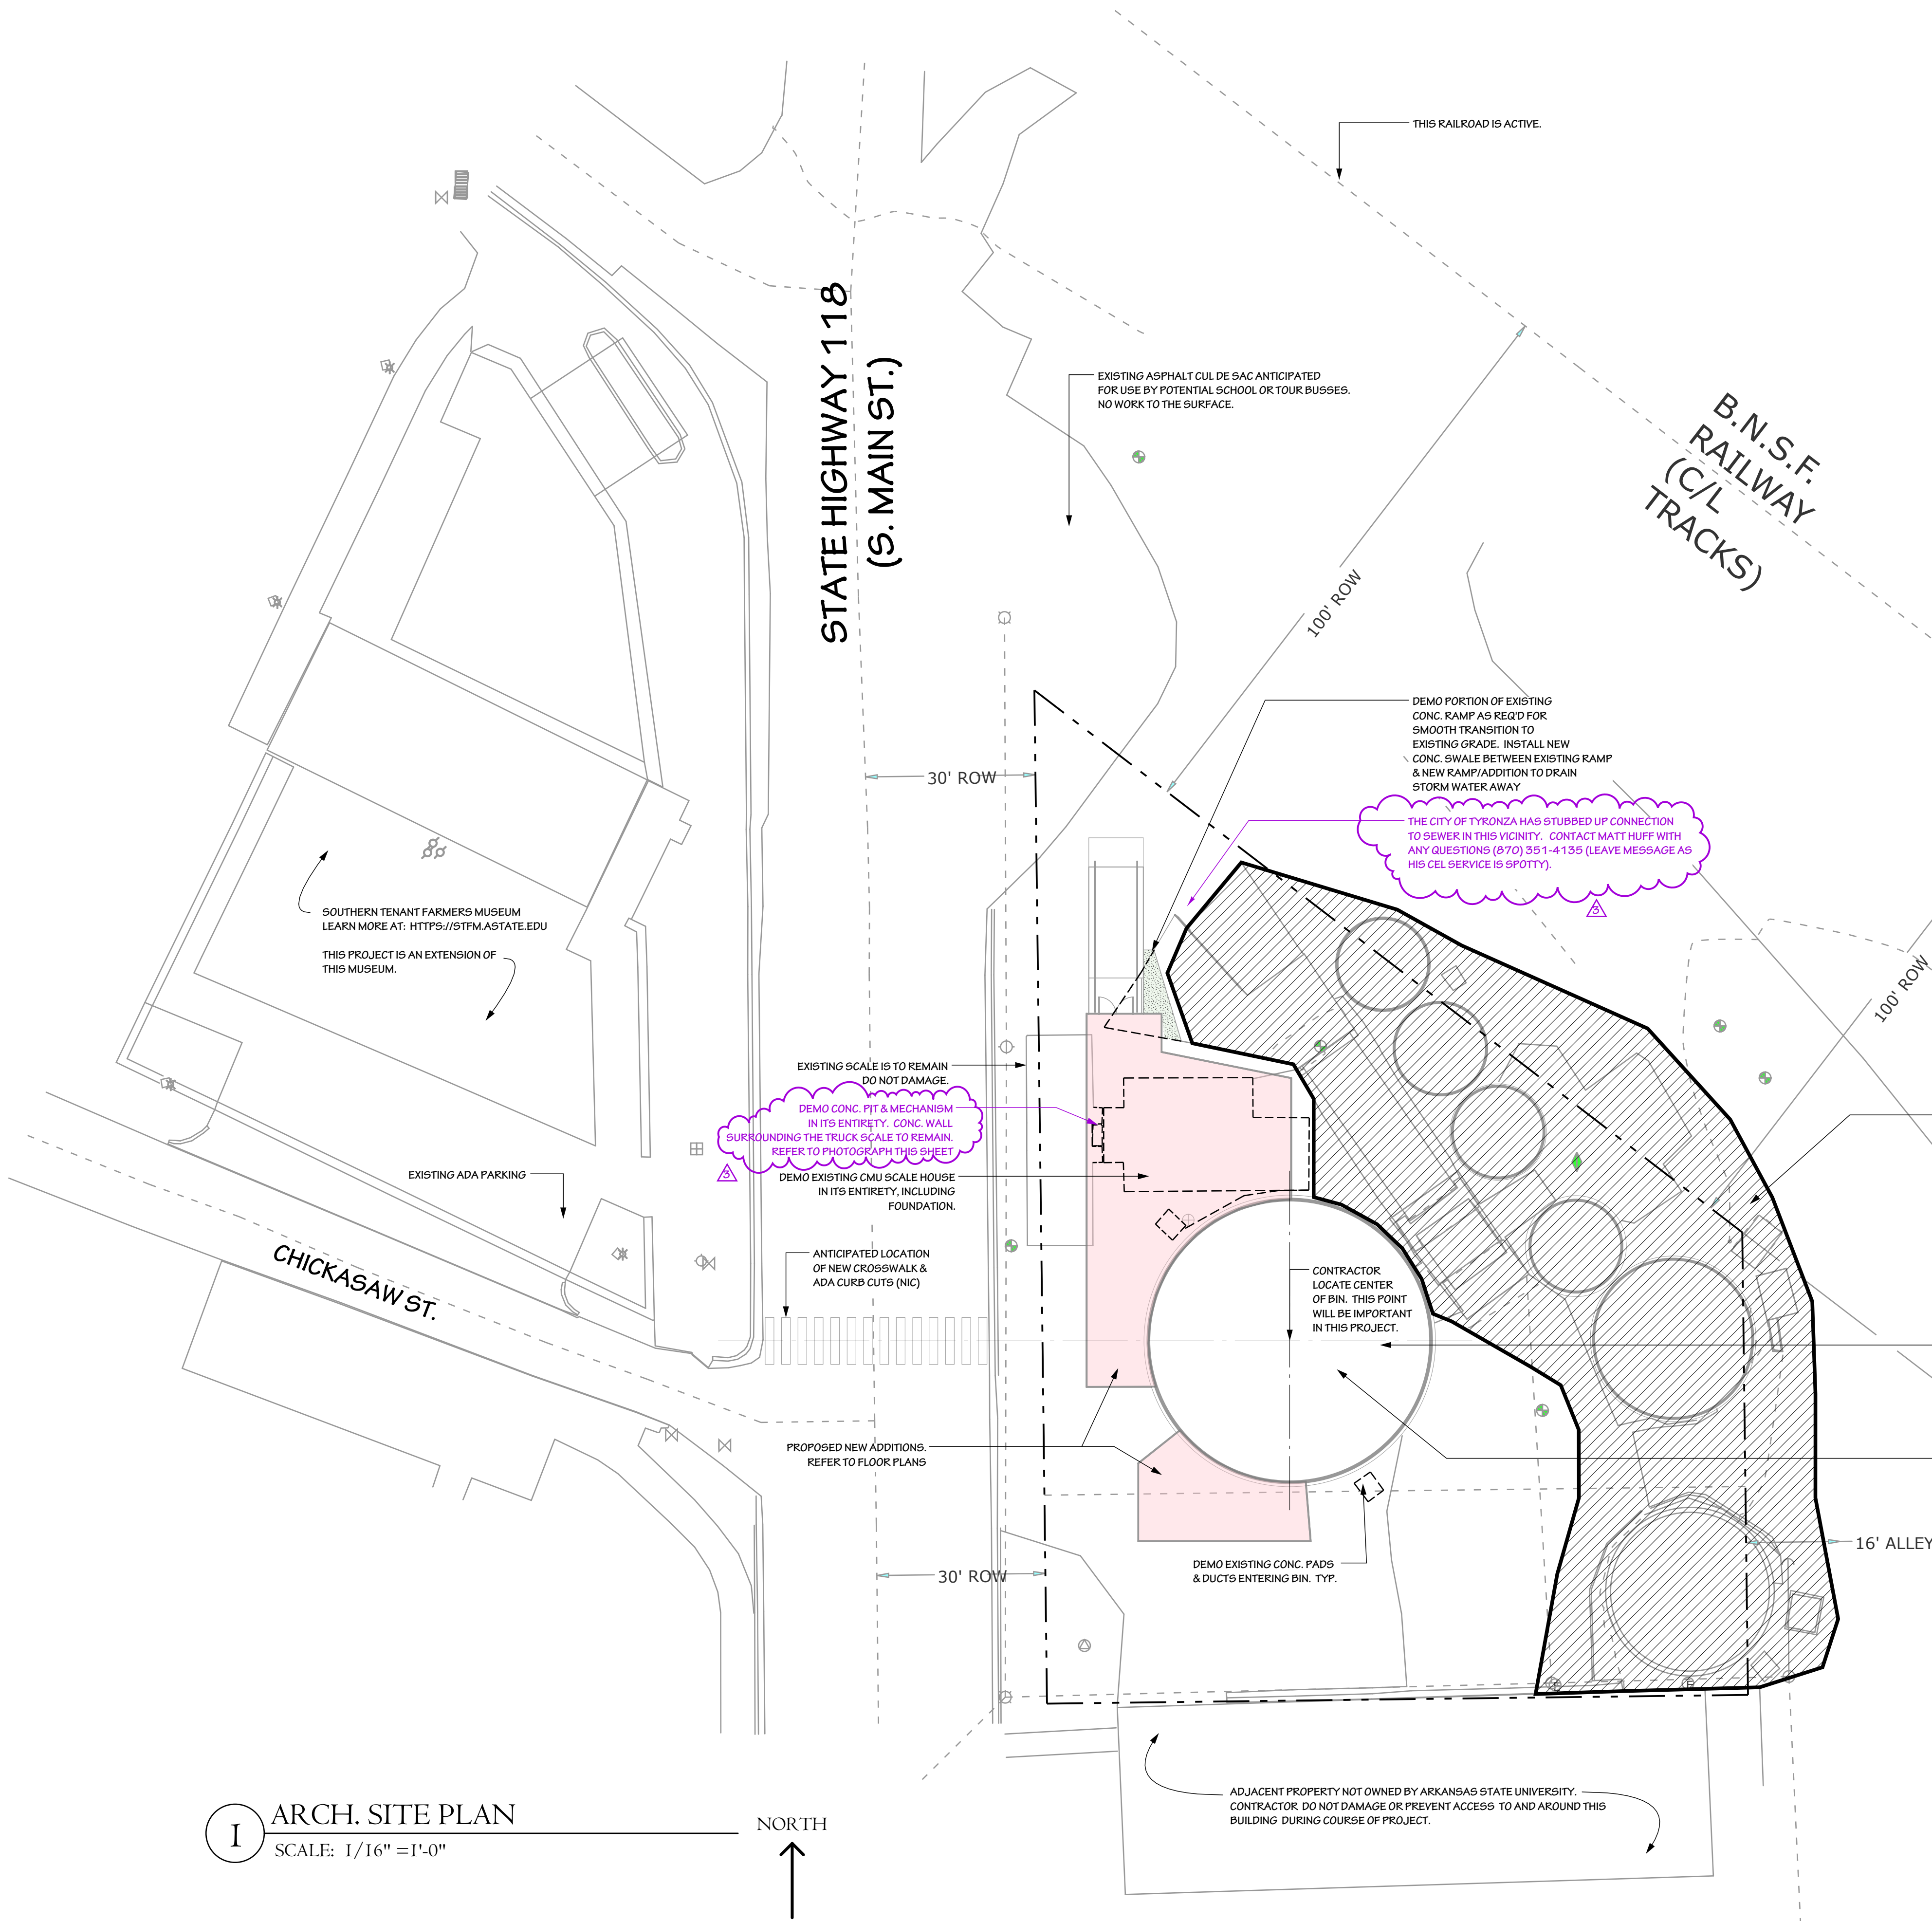 THIS RAILROAD IS ACTIVE.
STATE HIGHWAY 118
(S. MAIN ST.)
EXISTING ASPHALT CUL DE SAC ANTICIPATED
FOR USE BY POTENTIAL SCHOOL OR TOUR BUSSES.
NO WORK TO THE SURFACE.
B.N.S.F.
RAILWAY
(C/L
TRACKS)
100' ROW
30' ROW
DEMO PORTION OF EXISTING
CONC. RAMP AS REQ'D FOR
SMOOTH TRANSITION TO
EXISTING GRADE. INSTALL NEW
CONC. SWALE BETWEEN EXISTING RAMP
& NEW RAMP/ADDITION TO DRAIN
STORM WATER AWAY
THE CITY OF TYRONZA HAS STUBBED UP CONNECTION
TO SEWER IN THIS VICINITY. CONTACT MATT HUFF WITH
ANY QUESTIONS (870) 351-4135 (LEAVE MESSAGE AS
HIS CEL SERVICE IS SPOTTY).
3
SOUTHERN TENANT FARMERS MUSEUM
LEARN MORE AT: HTTPS://STFM.ASTATE.EDU
THIS PROJECT IS AN EXTENSION OF
THIS MUSEUM.
100' ROW
EXISTING SCALE IS TO REMAIN
DO NOT DAMAGE.
DEMO CONC. PIT & MECHANISM
IN ITS ENTIRETY. CONC. WALL
SURROUNDING THE TRUCK SCALE TO REMAIN.
REFER TO PHOTOGRAPH THIS SHEET
3
DEMO EXISTING CMU SCALE HOUSE
IN ITS ENTIRETY, INCLUDING
FOUNDATION.
EXISTING ADA PARKING
CHICKASAW ST.
ANTICIPATED LOCATION
OF NEW CROSSWALK &
ADA CURB CUTS (NIC)
CONTRACTOR
LOCATE CENTER
OF BIN. THIS POINT
WILL BE IMPORTANT
IN THIS PROJECT.
PROPOSED NEW ADDITIONS.
REFER TO FLOOR PLANS
16' ALLEY
DEMO EXISTING CONC. PADS
& DUCTS ENTERING BIN. TYP.
30' ROW
ADJACENT PROPERTY NOT OWNED BY ARKANSAS STATE UNIVERSITY.
CONTRACTOR DO NOT DAMAGE OR PREVENT ACCESS TO AND AROUND THIS
BUILDING DURING COURSE OF PROJECT.
1
ARCH. SITE PLAN
SCALE: 1/16" =1'-0"
NORTH